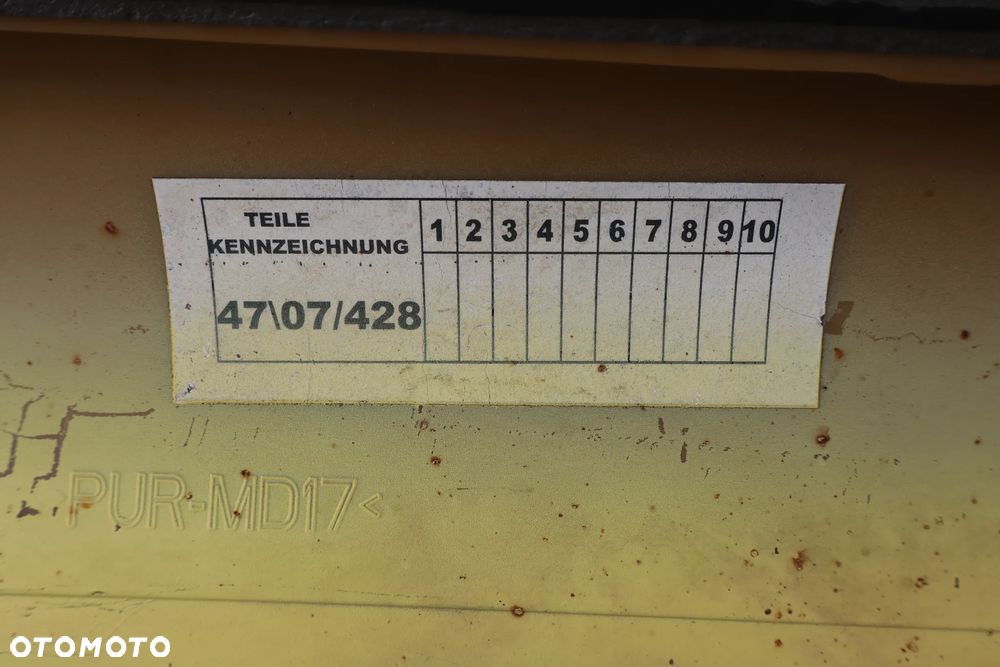 TEILE
KENNZEICHNUNG
1 2 3 4 5 6 7 8 9 10
47\07/428
PUR-MD17<
OTOMOTO